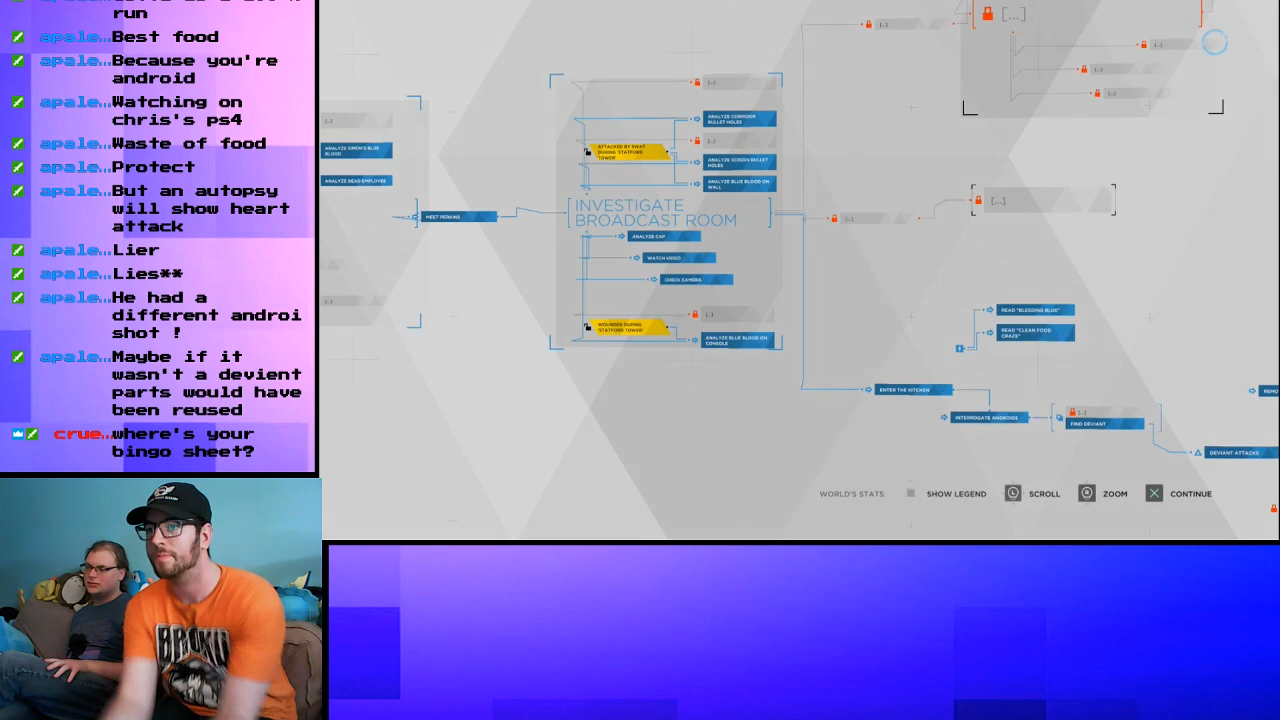 run
apale...Best food
apale...Because you're
android
apale...Watching on
chris's ps4
apale...Waste of food
apale...Protect
apale...But an autopsy
will show heart
attack
apale...Lier
apale...Lies**
apale...He had a
different androi
shot !
apale...Maybe if it
wasn't a devient
parts would have
been reused
crue...where's your
bingo sheet?
[...]
[...]
[...]
[...]
[...]
[...]
[...]
ANALYZE SIMON'S BLUE
BLOOD
ANALYZE DEAD EMPLOYEE
[...]
MEET PERKINS
[...]
ANALYZE CORRIDOR
BULLET HOLES
[...]
ATTACKED BY SWAT
DURING 'STATFORD
TOWER'
ANALYZE SCREEN BULLET
HOLES
ANALYZE BLUE BLOOD ON
WALL
INVESTIGATE
BROADCAST ROOM
ANALYZE CAP
WATCH VIDEO
CHECK CAMERA
[...]
WOUNDED DURING
'STATFORD TOWER'
ANALYZE BLUE BLOOD ON
CONSOLE
[...]
READ "BLEEDING BLUE"
READ "CLEAN FOOD
CRAZE"
ENTER THE KITCHEN
INTERROGATE ANDROIDS
[...]
FIND DEVIANT
REMO
DEVIANT ATTACKS
WORLD'S STATS
SHOW LEGEND
L
SCROLL
R
ZOOM
CONTINUE